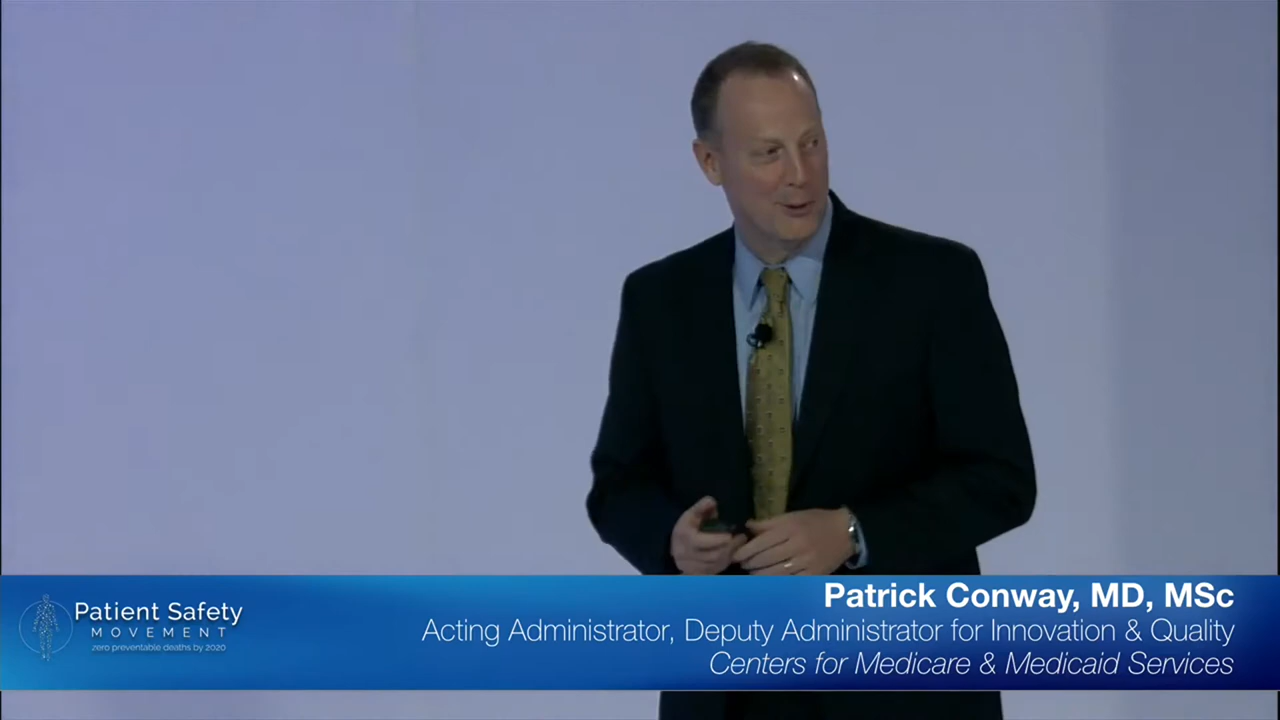 Patient Safety
MOVEMENT
zero preventable deaths by 2020
Patrick Conway, MD, MSc
Acting Administrator, Deputy Administrator for Innovation & Quality
Centers for Medicare & Medicaid Services